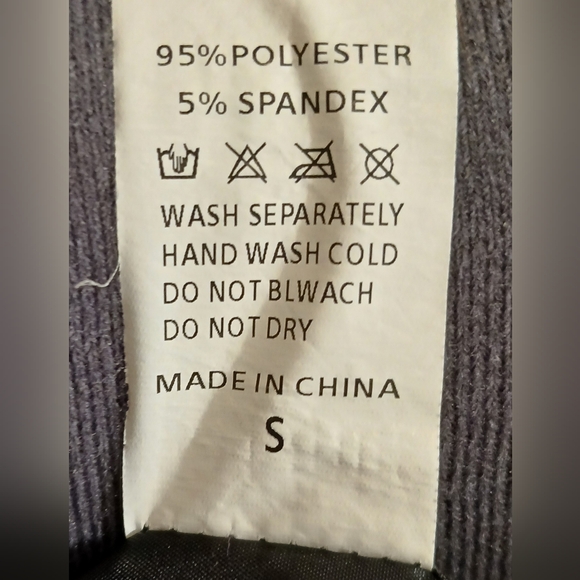 95%POLYESTER
5% SPANDEX
WASH SEPARATELY
HAND WASH COLD
DO NOT BLWACH
DO NOT DRY
MADE IN CHINA
S